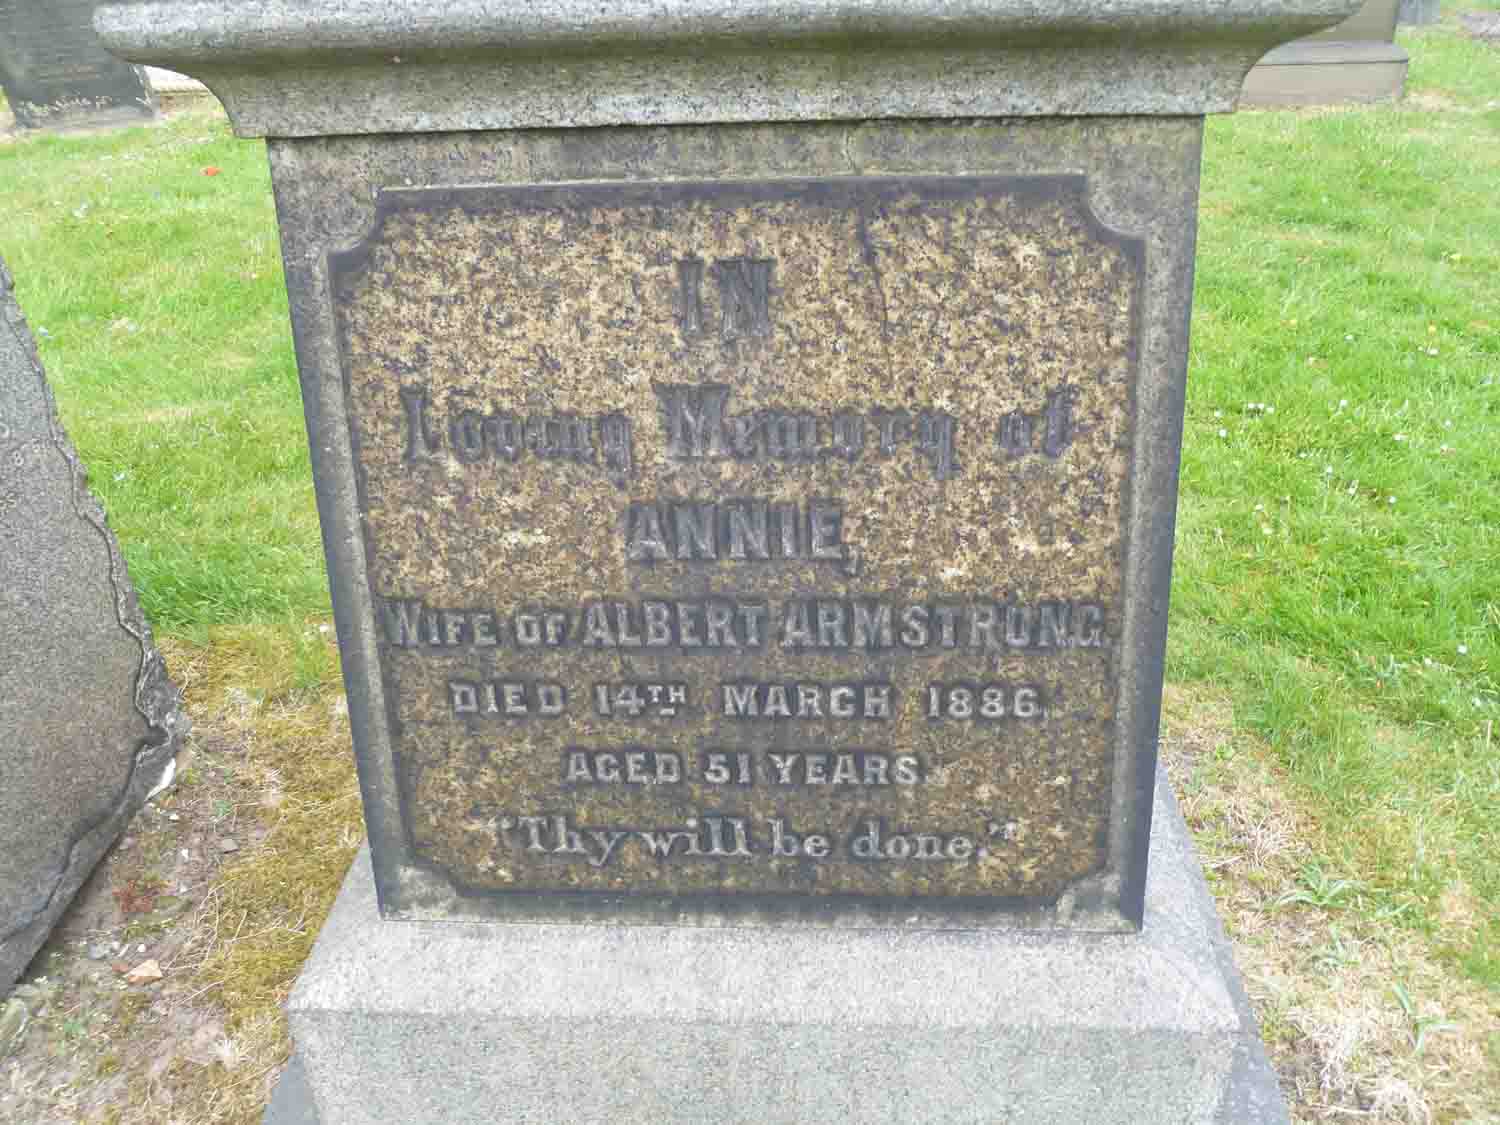 IN
Loving Memory of
ANNIE,
WIFE OF ALBERT ARMSTRONG.
DIED 14TH MARCH 1886,
AGED 51 YEARS.
"Thy will be done."